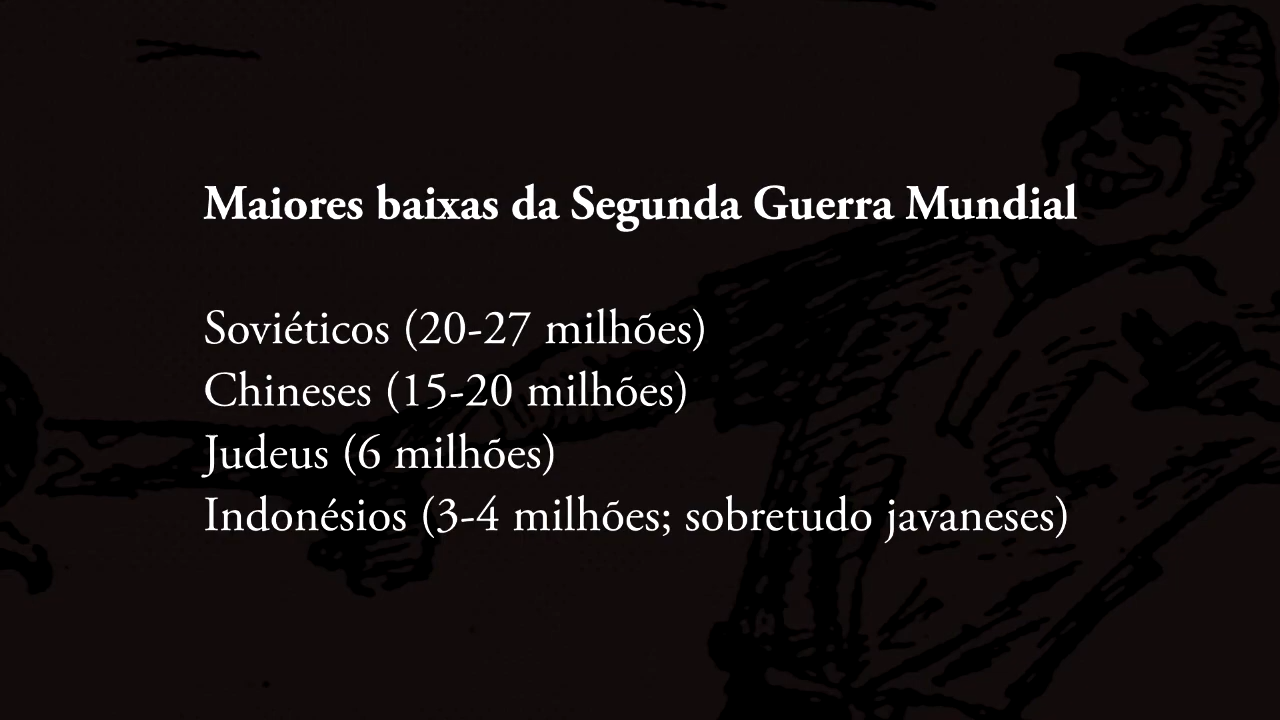 Maiores baixas da Segunda Guerra Mundial
Soviéticos (20-27 milhões)
Chineses (15-20 milhões)
Judeus (6 milhões)
Indonésios (3-4 milhões; sobretudo javaneses)